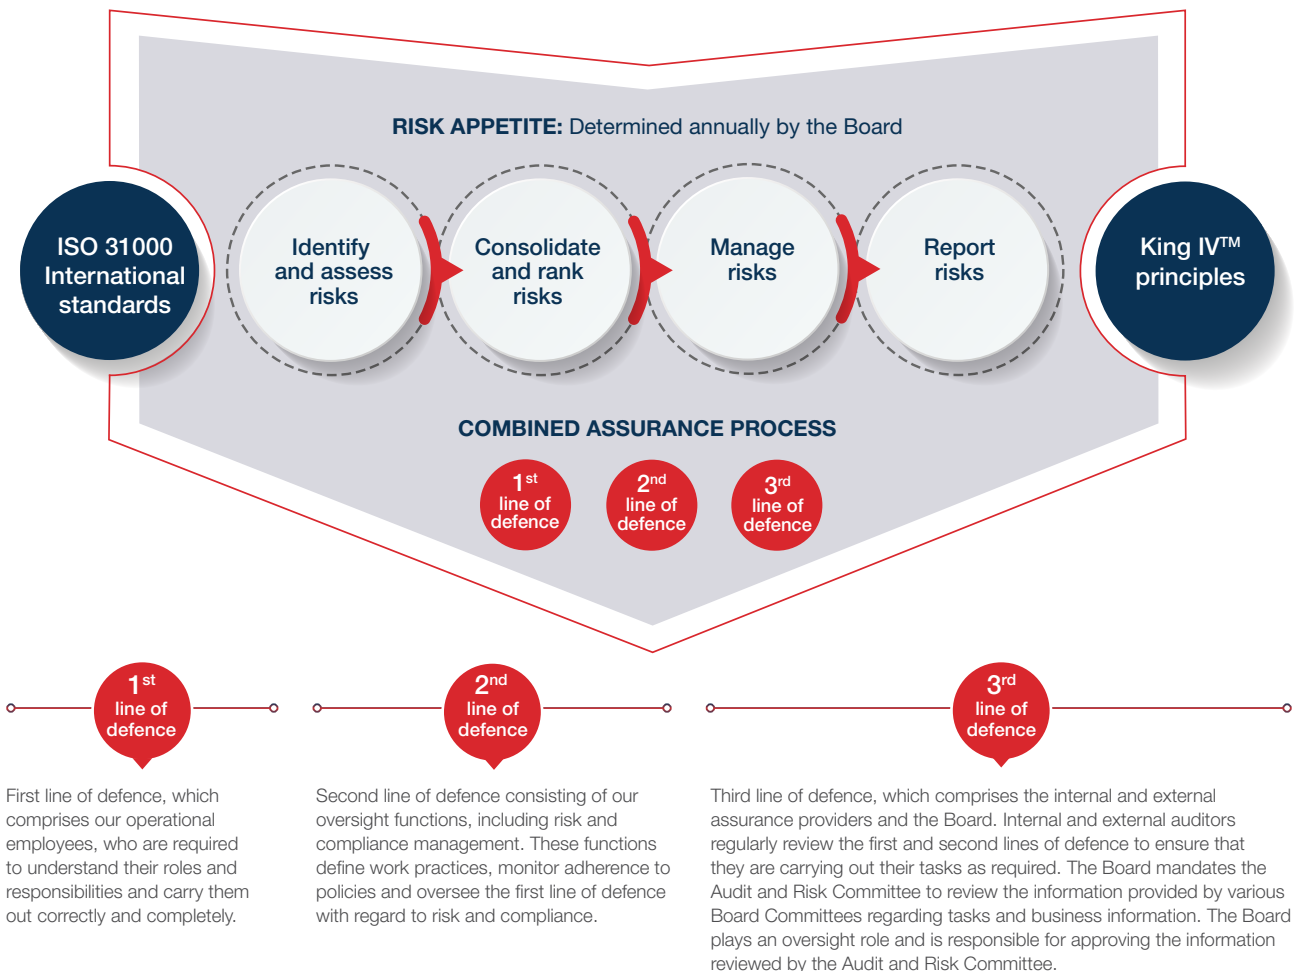 RISK APPETITE: Determined annually by the Board
ISO 31000
International
standards
Identify
and assess
risks
Consolidate
and rank
risks
Manage
risks
Report
risks
King IV™
principles
COMBINED ASSURANCE PROCESS
1st
line of
defence
2nd
line of
defence
3rd
line of
defence
1st
line of
defence
First line of defence, which
comprises our operational
employees, who are required
to understand their roles and
responsibilities and carry them
out correctly and completely.
2nd
line of
defence
Second line of defence consisting of our
oversight functions, including risk and
compliance management. These functions
define work practices, monitor adherence to
policies and oversee the first line of defence
with regard to risk and compliance.
3rd
line of
defence
Third line of defence, which comprises the internal and external
assurance providers and the Board. Internal and external auditors
regularly review the first and second lines of defence to ensure that
they are carrying out their tasks as required. The Board mandates the
Audit and Risk Committee to review the information provided by various
Board Committees regarding tasks and business information. The Board
plays an oversight role and is responsible for approving the information
reviewed by the Audit and Risk Committee.